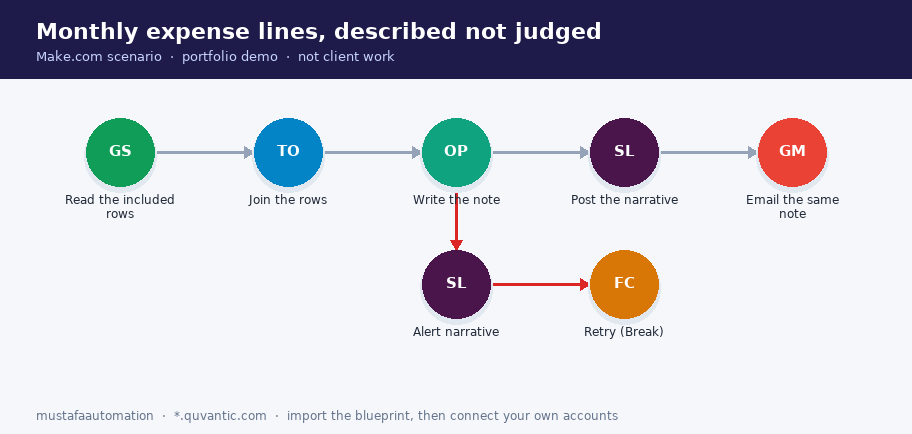 Monthly expense lines, described not judged
Make.com scenario · portfolio demo · not client work
GS
TO
OP
SL
GM
Read the included
rows
Join the rows
Write the note
Post the narrative
Email the same
note
SL
FC
Alert narrative
Retry (Break)
mustafaautomation · *.quvantic.com · import the blueprint, then connect your own accounts